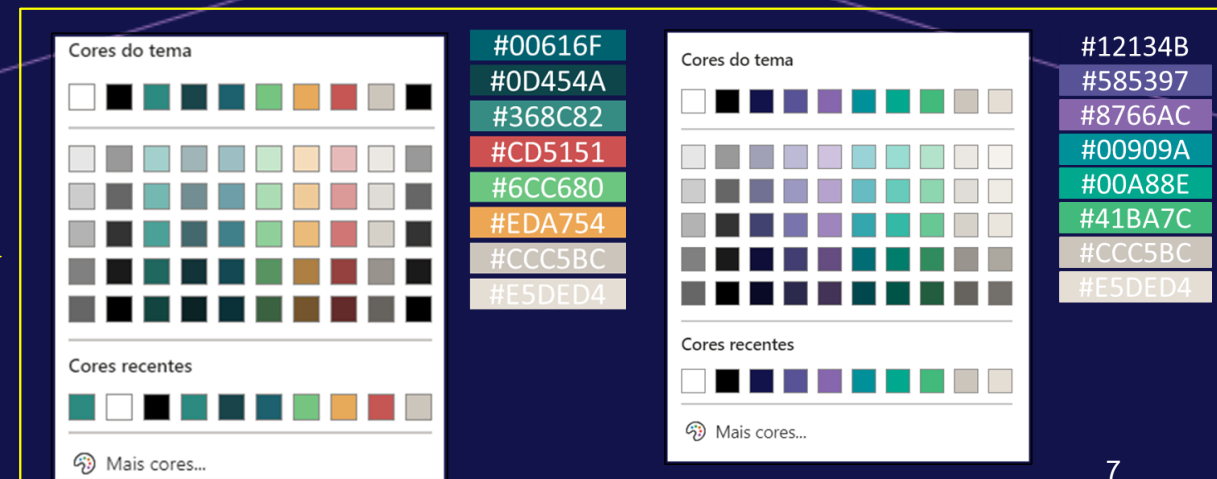 Cores do tema
Cores recentes
Mais cores...
#00616F
#0D454A
#368C82
#CD5151
#6CC680
#EDA754
#CCC5BC
#E5DED4
Cores do tema
Cores recentes
Mais cores...
#12134B
#585397
#8766AC
#00909A
#00A88E
#41BA7C
#CCC5BC
#E5DED4
7